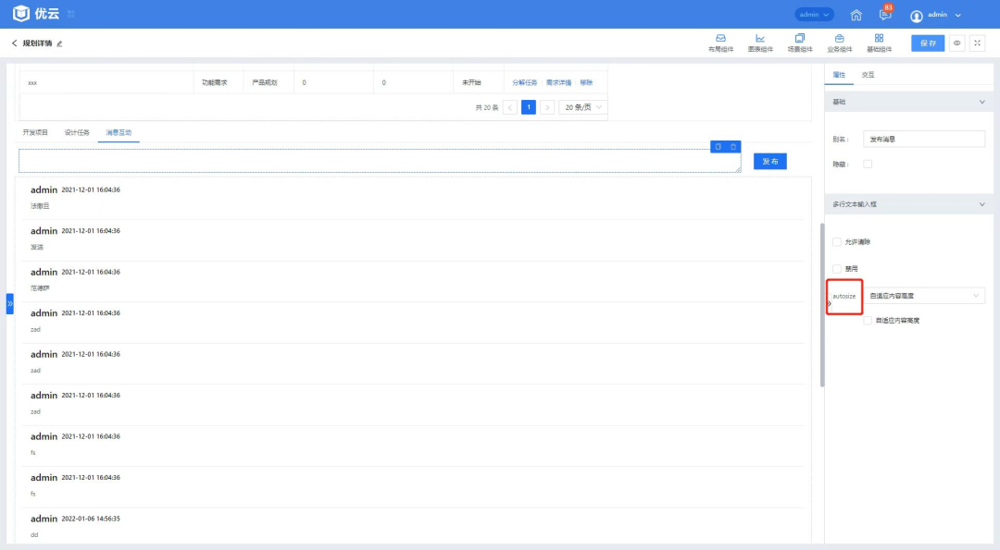 优云
admin
83
admin
规划详情
布局组件 图表组件 场景组件 业务组件 基础组件 保存
xxx 功能需求 产品规划 0 0 未开始 分解任务 需求详情 移除
共 20 条 < 1 > 20 条/页
开发项目 设计任务 消息互动
发布
admin 2021-12-01 16:04:36
法撒旦
admin 2021-12-01 16:04:36
发送
admin 2021-12-01 16:04:36
范德萨
admin 2021-12-01 16:04:36
zad
admin 2021-12-01 16:04:36
zad
admin 2021-12-01 16:04:36
zad
admin 2021-12-01 16:04:36
fs
admin 2021-12-01 16:04:36
fs
admin 2022-01-06 14:56:35
dd
属性 交互
基础
别名: 发布消息
隐藏:
多行文本输入框
允许清除
禁用
autosize 自适应内容高度
自适应内容高度